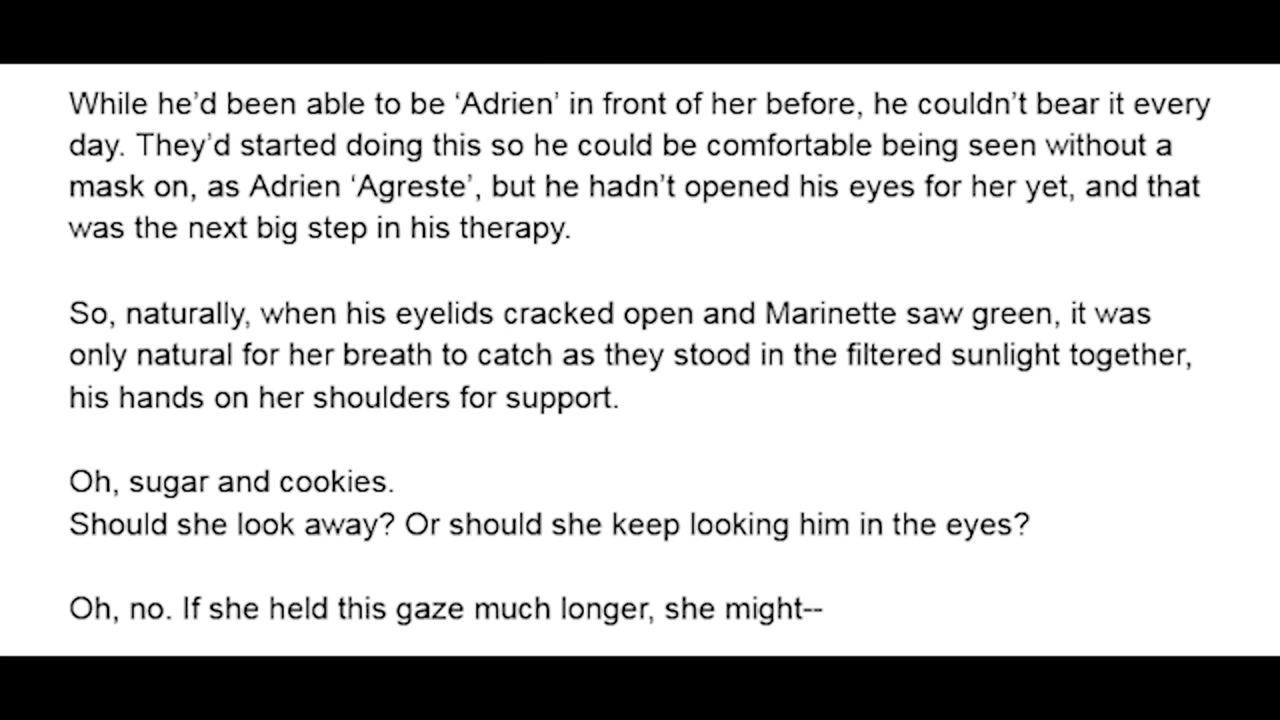 While he’d been able to be ‘Adrien’ in front of her before, he couldn’t bear it every
day. They’d started doing this so he could be comfortable being seen without a
mask on, as Adrien ‘Agreste’, but he hadn’t opened his eyes for her yet, and that
was the next big step in his therapy.
So, naturally, when his eyelids cracked open and Marinette saw green, it was
only natural for her breath to catch as they stood in the filtered sunlight together,
his hands on her shoulders for support.
Oh, sugar and cookies.
Should she look away? Or should she keep looking him in the eyes?
Oh, no. If she held this gaze much longer, she might--